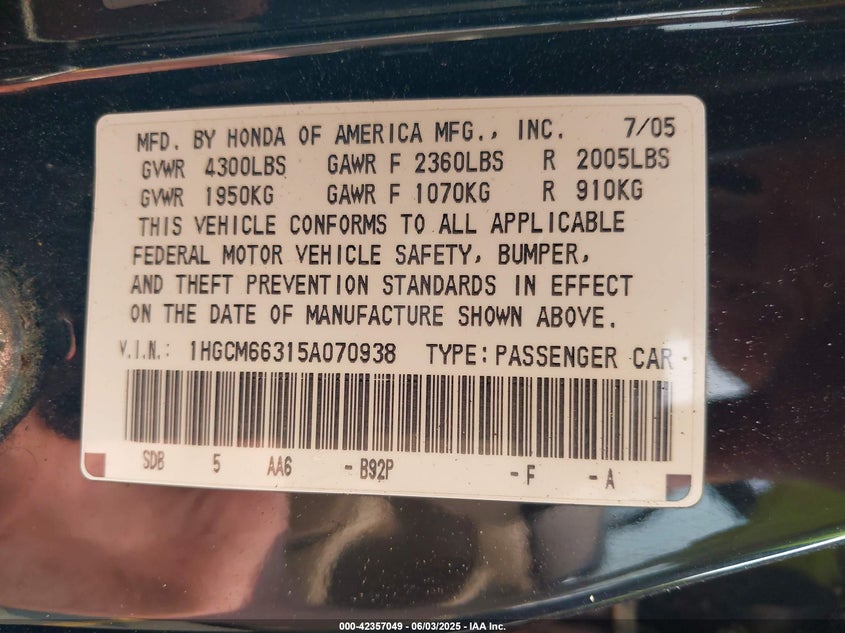 MFD. BY HONDA OF AMERICA MFG., INC. 7/05
GVWR 4300LBS GAWR F 2360LBS R 2005LBS
GVWR 1950KG GAWR F 1070KG R 910KG
THIS VEHICLE CONFORMS TO ALL APPLICABLE
FEDERAL MOTOR VEHICLE SAFETY, BUMPER,
AND THEFT PREVENTION STANDARDS IN EFFECT
ON THE DATE OF MANUFACTURE SHOWN ABOVE.
V.I.N.: 1HGCM66315A070938 TYPE: PASSENGER CAR
SDB 5 AA6 - B92P - F - A
000-42357049 - 06/03/2025 - IAA Inc.